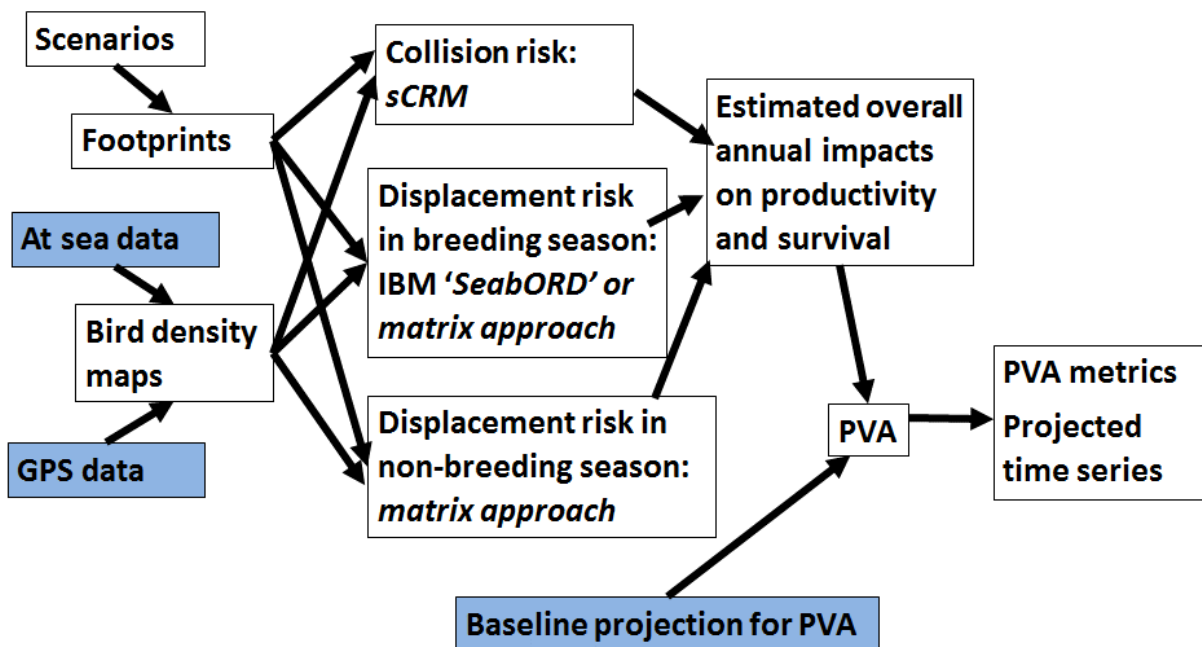 Scenarios
Footprints
At sea data
Bird density
maps
GPS data
Collision risk:
sCRM
Displacement risk
in breeding season:
IBM ‘SeabORD’ or
matrix approach
Displacement risk in
non-breeding season:
matrix approach
Estimated overall
annual impacts
on productivity
and survival
PVA
Baseline projection for PVA
PVA metrics
Projected
time series